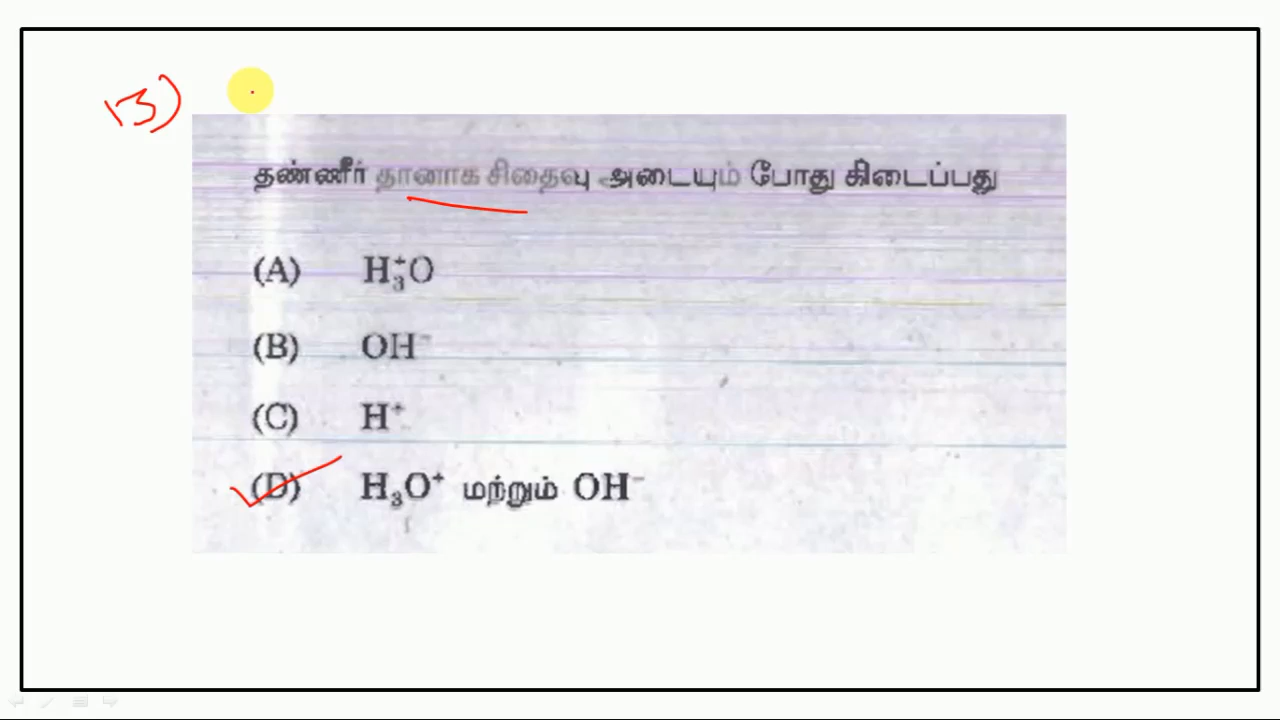 13)
தண்ணீர் தானாக சிதைவு அடையும் போது கிடைப்பது
(A) H₃⁺O
(B) OH⁻
(C) H⁺
(D) H₃O⁺ மற்றும் OH⁻